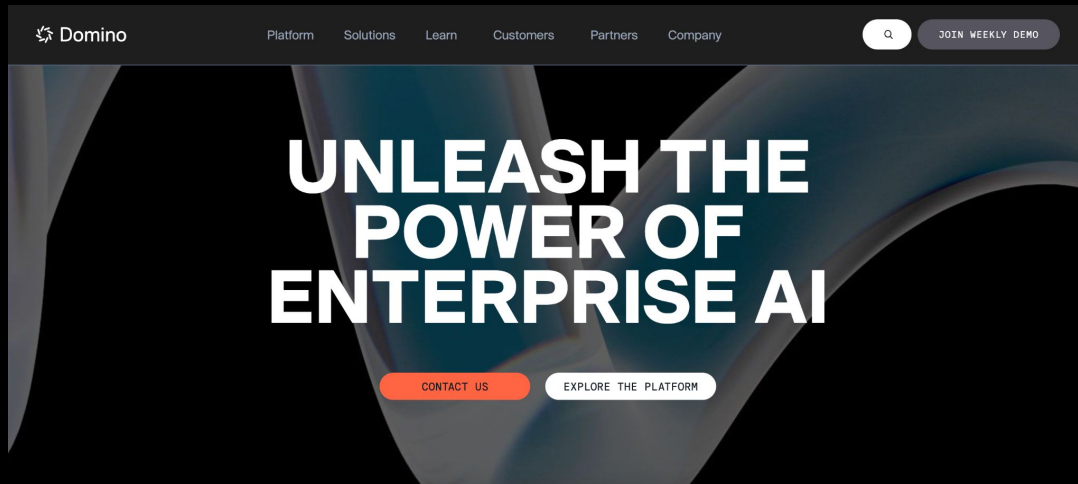 Domino
Platform Solutions Learn Customers Partners Company
JOIN WEEKLY DEMO
UNLEASH THE
POWER OF
ENTERPRISE AI
CONTACT US
EXPLORE THE PLATFORM